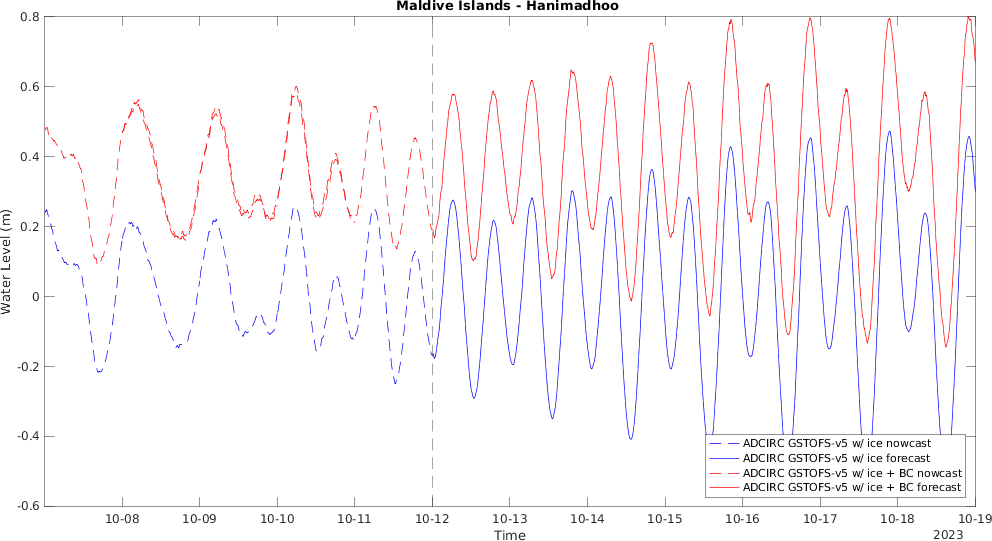 Maldive Islands - Hanimadhoo
Water Level (m)
0.8
0.6
0.4
0.2
0
-0.2
-0.4
-0.6
ADCIRC GSTOFS-v5 w/ ice nowcast
ADCIRC GSTOFS-v5 w/ ice forecast
ADCIRC GSTOFS-v5 w/ ice + BC nowcast
ADCIRC GSTOFS-v5 w/ ice + BC forecast
10-08 10-09 10-10 10-11 10-12 10-13 10-14 10-15 10-16 10-17 10-18 10-19
Time
2023